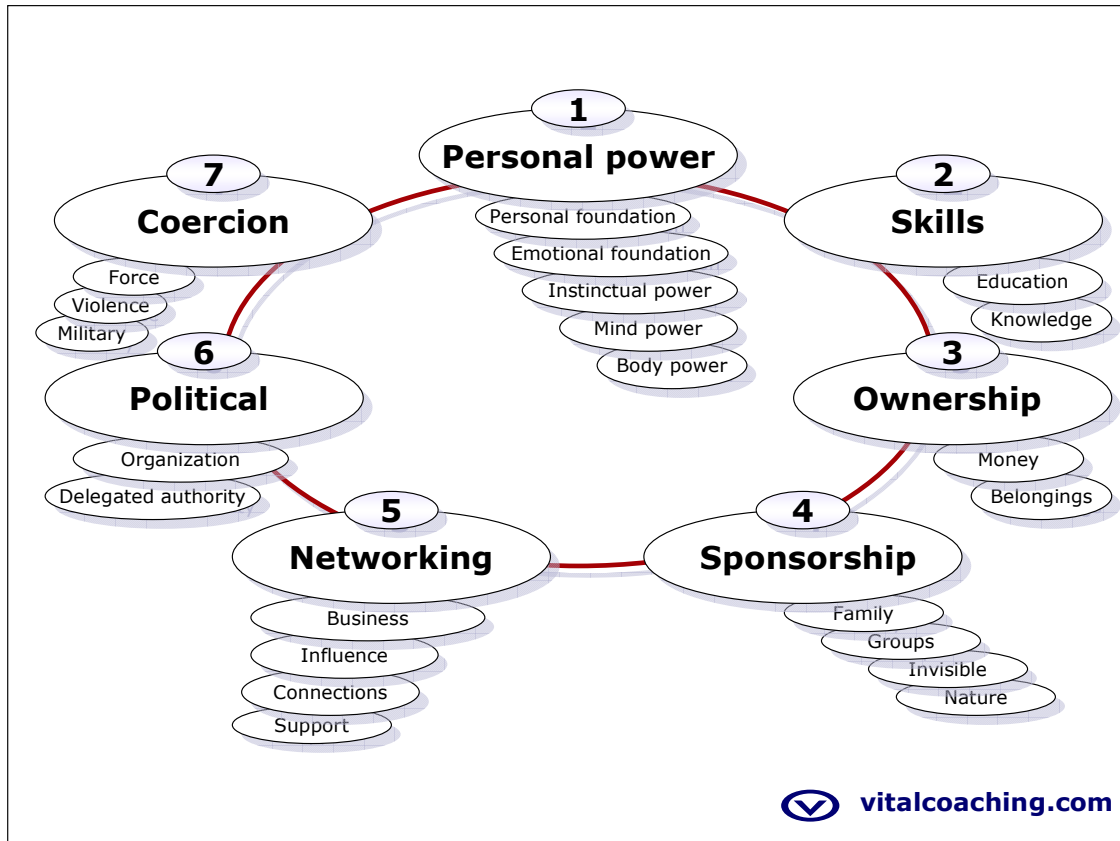 1
Personal power
Personal foundation
Emotional foundation
Instinctual power
Mind power
Body power
2
Skills
Education
Knowledge
3
Ownership
Money
Belongings
4
Sponsorship
Family
Groups
Invisible
Nature
5
Networking
Business
Influence
Connections
Support
6
Political
Organization
Delegated authority
7
Coercion
Force
Violence
Military
vitalcoaching.com